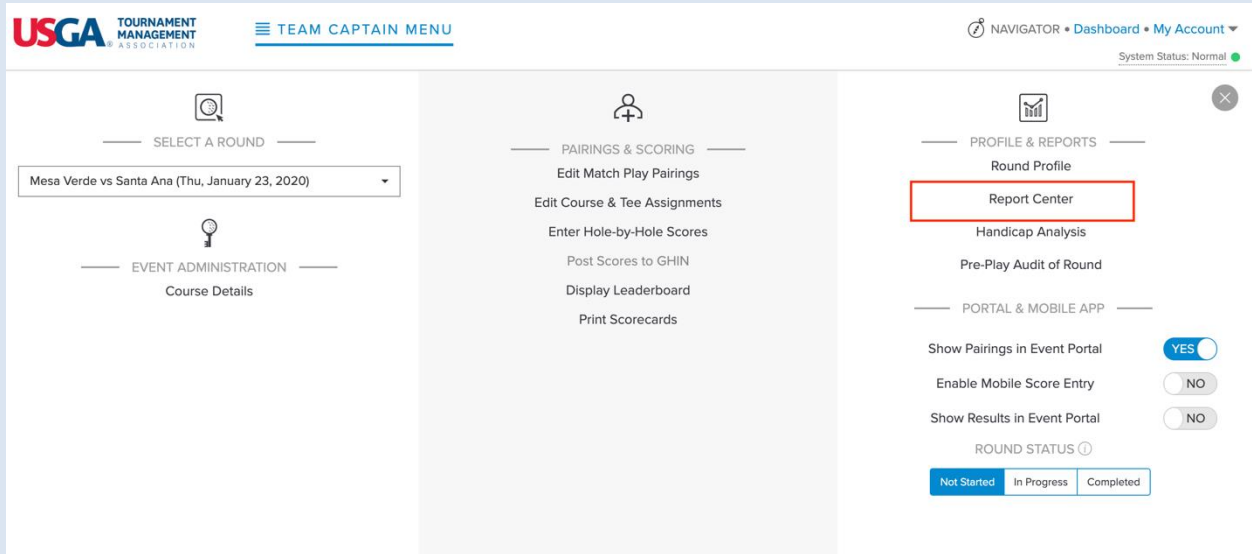 USGA® TOURNAMENT MANAGEMENT ASSOCIATION
TEAM CAPTAIN MENU
NAVIGATOR • Dashboard • My Account
System Status: Normal
SELECT A ROUND
Mesa Verde vs Santa Ana (Thu, January 23, 2020)
EVENT ADMINISTRATION
Course Details
PAIRINGS & SCORING
Edit Match Play Pairings
Edit Course & Tee Assignments
Enter Hole-by-Hole Scores
Post Scores to GHIN
Display Leaderboard
Print Scorecards
PROFILE & REPORTS
Round Profile
Report Center
Handicap Analysis
Pre-Play Audit of Round
PORTAL & MOBILE APP
Show Pairings in Event Portal YES
Enable Mobile Score Entry NO
Show Results in Event Portal NO
ROUND STATUS i
Not Started In Progress Completed